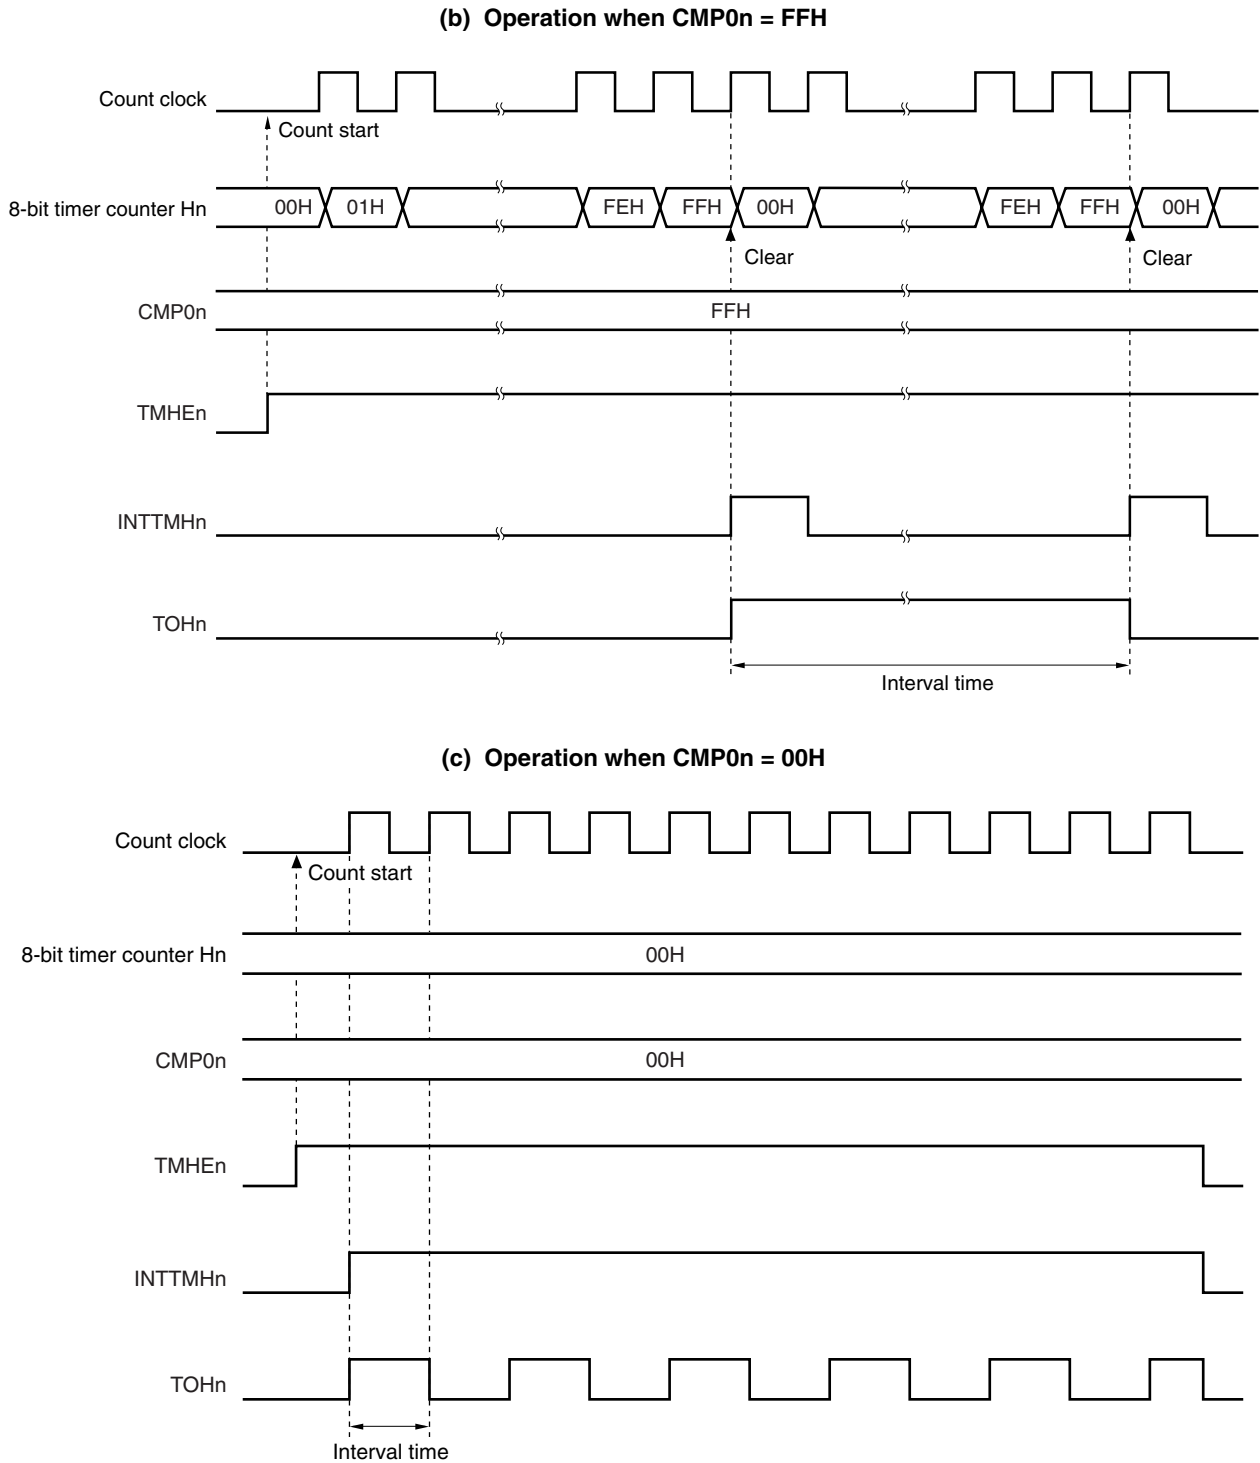 (b) Operation when CMP0n = FFH
Count clock
Count start
8-bit timer counter Hn 00H 01H FEH FFH 00H FEH FFH 00H
Clear Clear
CMP0n FFH
TMHEn
INTTMHn
TOHn
Interval time
(c) Operation when CMP0n = 00H
Count clock
Count start
8-bit timer counter Hn 00H
CMP0n 00H
TMHEn
INTTMHn
TOHn
Interval time